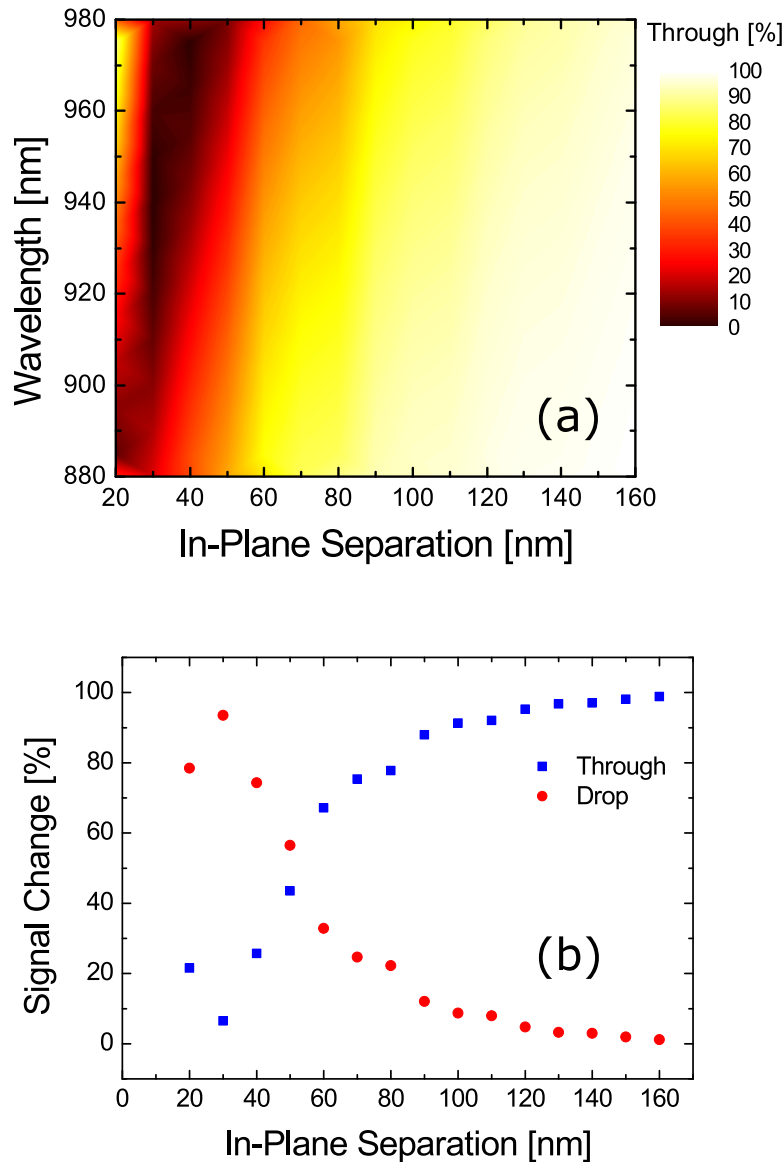 980
960
940
920
900
880
Wavelength [nm]
20 40 60 80 100 120 140 160
In-Plane Separation [nm]
(a)
Through [%]
100
90
80
70
60
50
40
30
20
10
0
100
80
60
40
20
0
Signal Change [%]
Through
Drop
(b)
0 20 40 60 80 100 120 140 160
In-Plane Separation [nm]